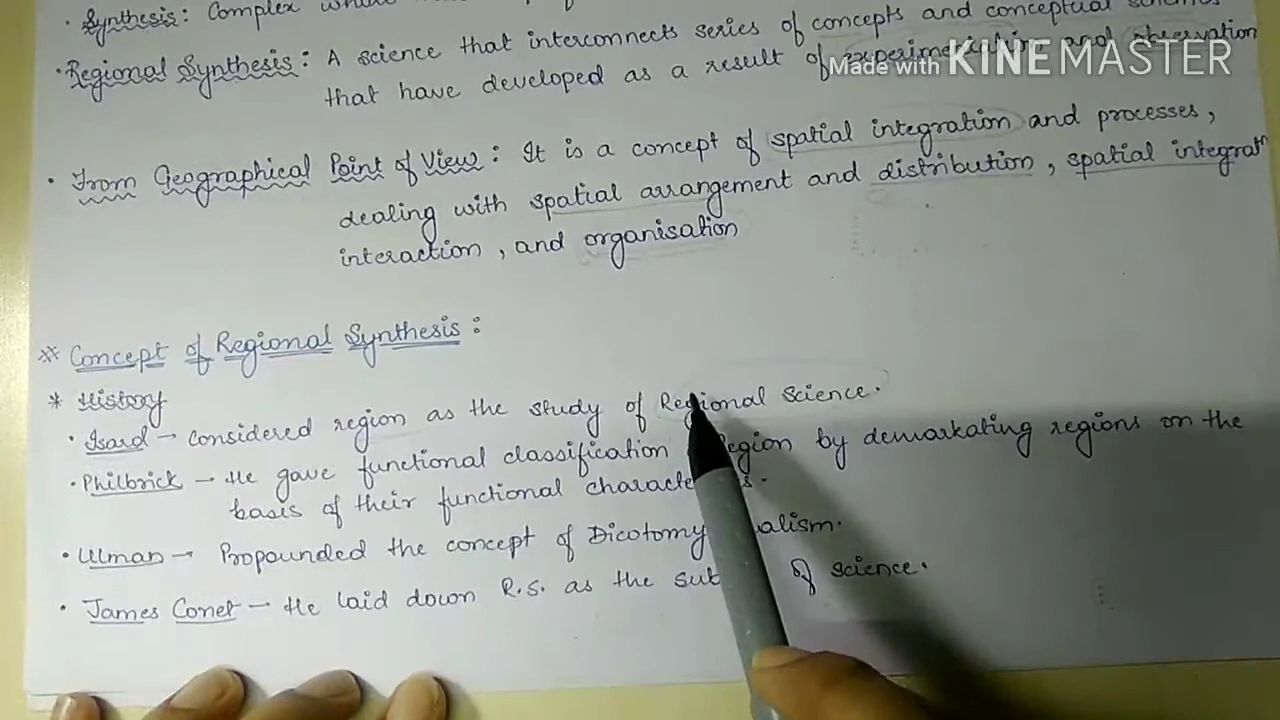 • Synthesis: Complex
• Regional Synthesis: A science that interconnects series of concepts and conceptual
that have developed as a result of experimentation and observation
Made with KINEMASTER
• From Geographical Point of View: It is a concept of spatial integration and processes,
dealing with spatial arrangement and distribution, spatial integrat
interaction, and organisation
** Concept of Regional Synthesis:
* History
• Isard → Considered region as the study of Regional Science.
• Philbrick → He gave functional classification region by demarkating regions on the
basis of their functional
• Ulman → Propounded the concept of Dicotomy
• James Conet – He laid down R.S. as the of science.